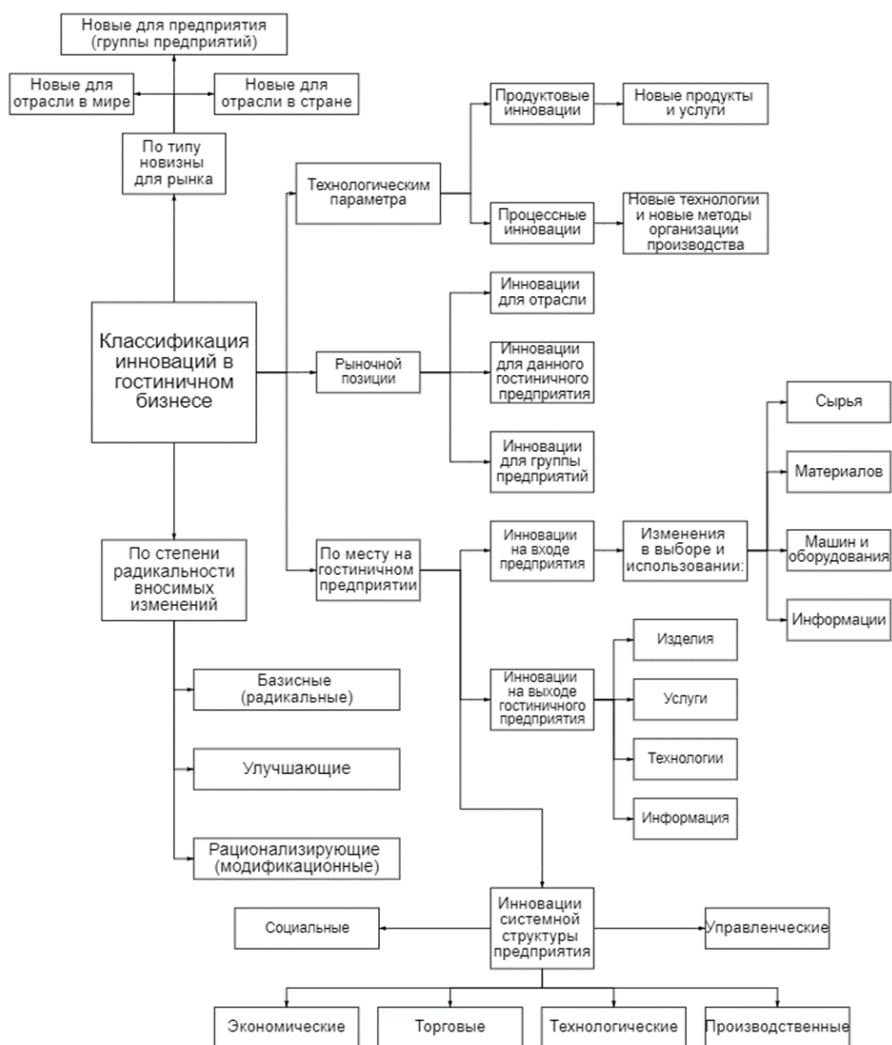 Новые для предприятия
(группы предприятий)
Новые для
отрасли в мире
Новые для
отрасли в стране
По типу
новизны
для рынка
Продуктовые
инновации
Новые продукты
и услуги
Технологическим
параметра
Процессные
инновации
Новые технологии
и новые методы
организации
производства
Инновации
для отрасли
Классификация
инноваций в
гостиничном
бизнесе
Рыночной
позиции
Инновации
для данного
гостиничного
предприятия
Инновации
для группы
предприятий
Сырья
Материалов
По степени
радикальности
вносимых
изменений
По месту на
гостиничном
предприятии
Инновации
на входе
предприятия
Изменения
в выборе и
использовании:
Машин и
оборудования
Информации
Изделия
Базисные
(радикальные)
Инновации
на выходе
гостиничного
предприятия
Услуги
Улучшающие
Технологии
Информация
Рационализирующие
(модификационные)
Социальные
Инновации
системной
структуры
предприятия
Управленческие
Экономические
Торговые
Технологические
Производственные